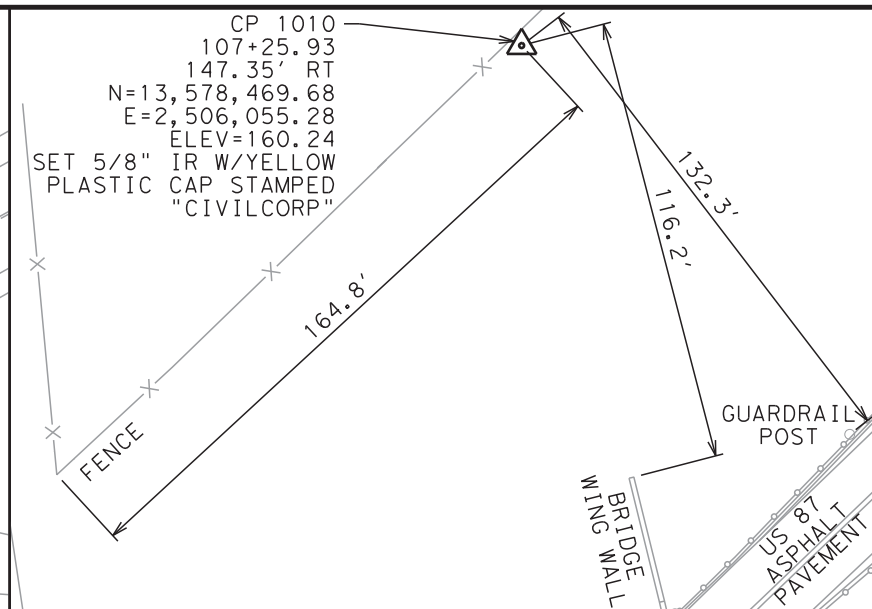 CP 1010
107+25.93
147.35' RT
N=13,578,469.68
E=2,506,055.28
ELEV=160.24
SET 5/8" IR W/YELLOW
PLASTIC CAP STAMPED
"CIVILCORP"
132.3'
116.2'
164.8'
FENCE
GUARDRAIL
POST
BRIDGE
WING WALL
US 87
ASPHALT
PAVEMENT